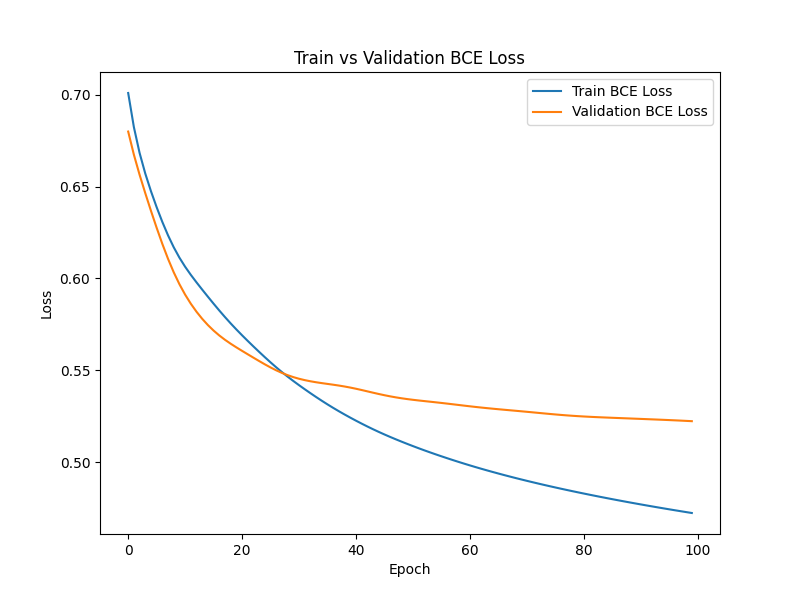 Train vs Validation BCE Loss
Train BCE Loss
Validation BCE Loss
0.70
0.65
0.60
0.55
0.50
Loss
0
20
40
60
80
100
Epoch